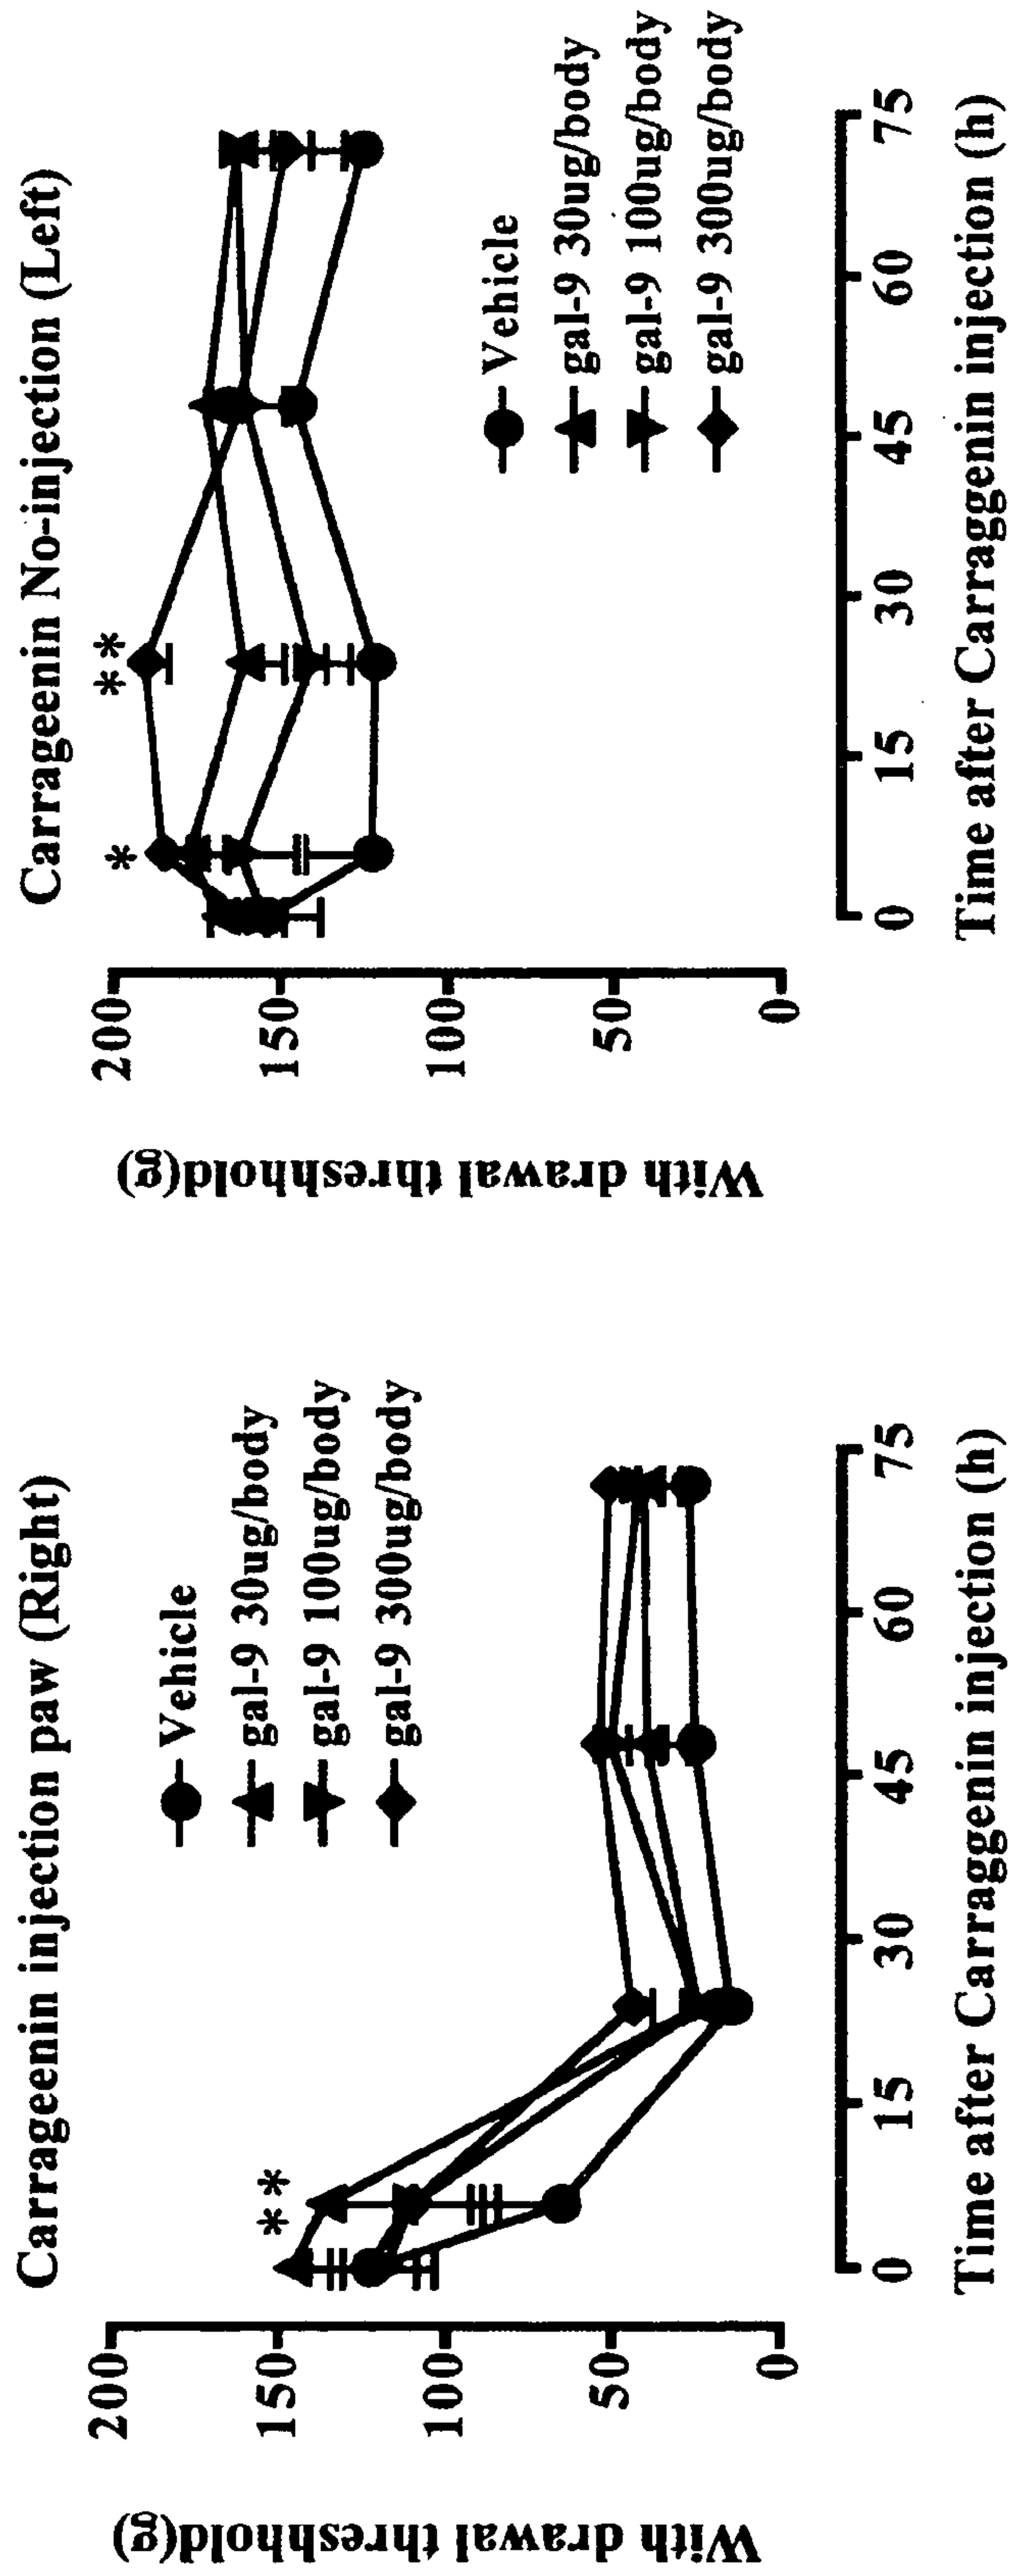 Carrageenin injection paw (Right)
With drawal threshhold(g)
200
150
100
50
0
**
Vehicle
gal-9 30ug/body
gal-9 100ug/body
gal-9 300ug/body
0 15 30 45 60 75
Time after Carraggenin injection (h)
Carrageenin No-injection (Left)
With drawal threshhold(g)
200
150
100
50
0
* **
Vehicle
gal-9 30ug/body
gal-9 100ug/body
gal-9 300ug/body
0 15 30 45 60 75
Time after Carraggenin injection (h)